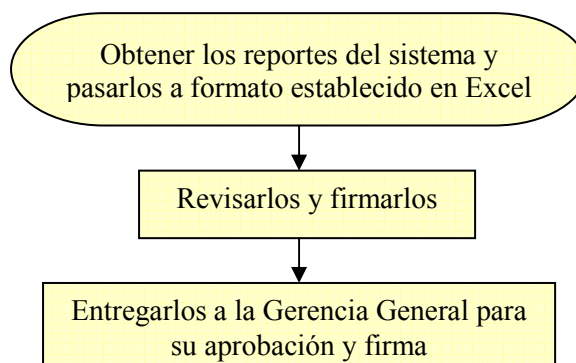 Obtener los reportes del sistema y
pasarlos a formato establecido en Excel
Revisarlos y firmarlos
Entregarlos a la Gerencia General para
su aprobación y firma